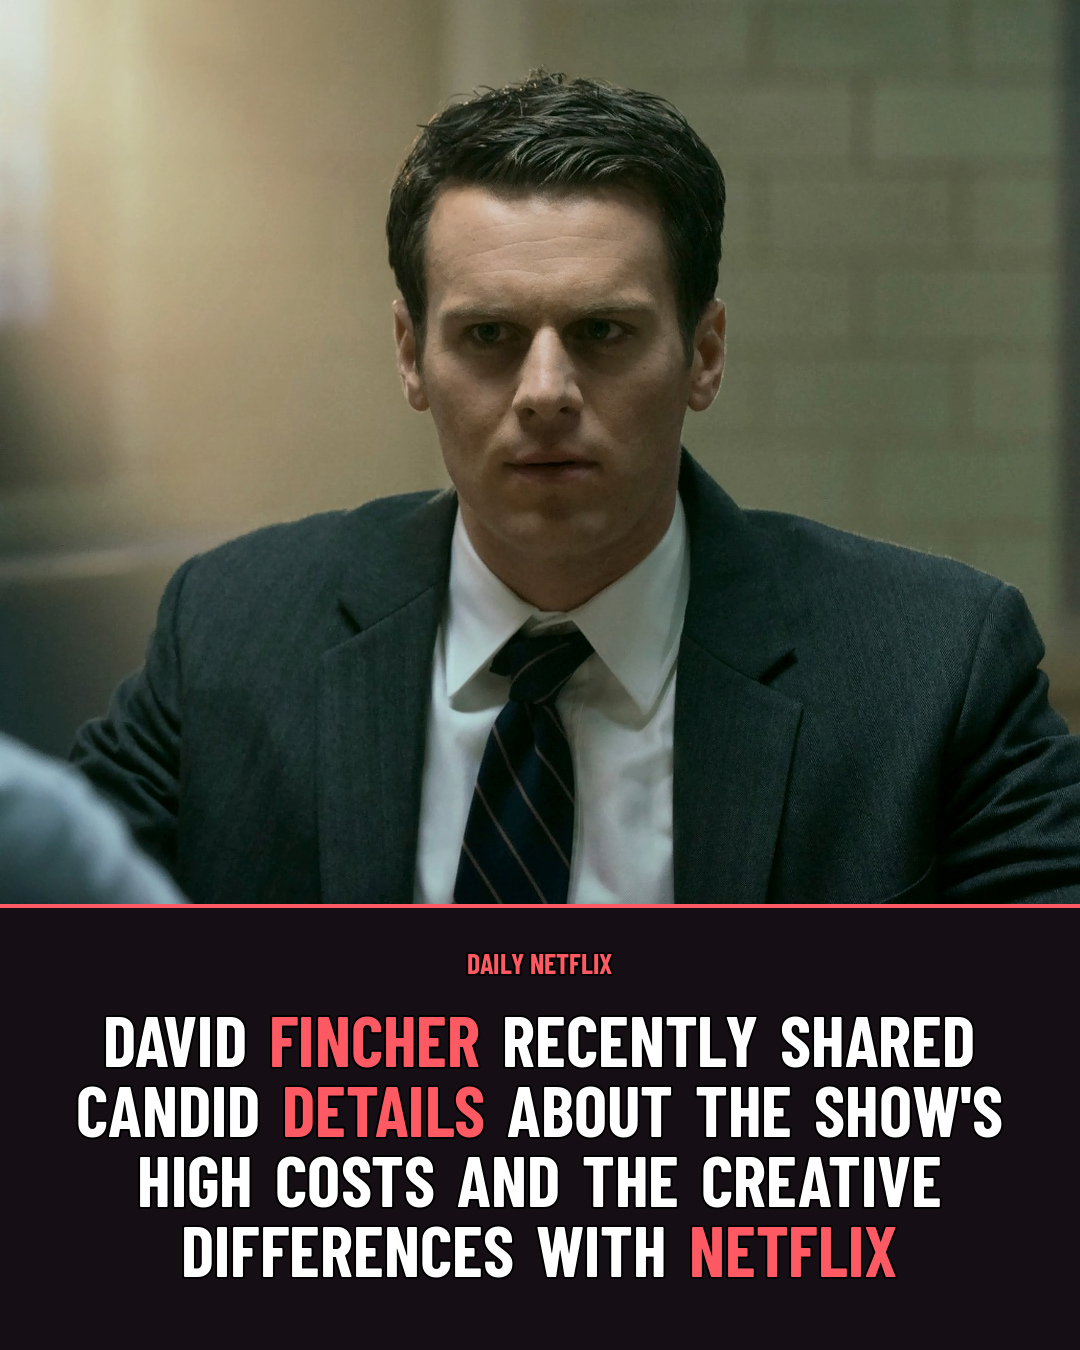 DAILY NETFLIX
DAVID FINCHER RECENTLY SHARED
CANDID DETAILS ABOUT THE SHOW'S
HIGH COSTS AND THE CREATIVE
DIFFERENCES WITH NETFLIX